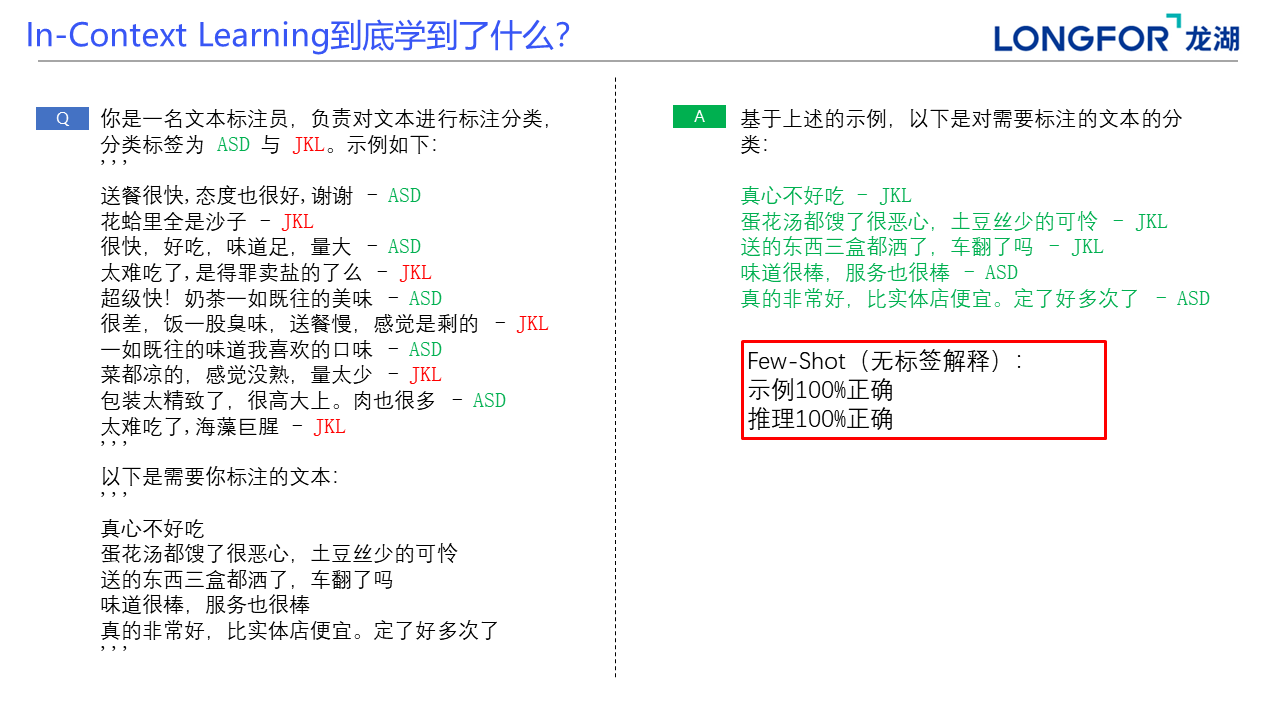 In-Context Learning到底学到了什么？
LONGFOR龙湖
Q
你是一名文本标注员，负责对文本进行标注分类，
分类标签为 ASD 与 JKL。示例如下：
'''
送餐很快,态度也很好,谢谢 - ASD
花蛤里全是沙子 - JKL
很快，好吃，味道足，量大 - ASD
太难吃了,是得罪卖盐的了么 - JKL
超级快！奶茶一如既往的美味 - ASD
很差，饭一股臭味，送餐慢，感觉是剩的 - JKL
一如既往的味道我喜欢的口味 - ASD
菜都凉的，感觉没熟，量太少 - JKL
包装太精致了，很高大上。肉也很多 - ASD
太难吃了,海藻巨腥 - JKL
'''
以下是需要你标注的文本：
'''
真心不好吃
蛋花汤都馊了很恶心，土豆丝少的可怜
送的东西三盒都洒了，车翻了吗
味道很棒，服务也很棒
真的非常好，比实体店便宜。定了好多次了
'''
A
基于上述的示例，以下是对需要标注的文本的分
类：
真心不好吃 - JKL
蛋花汤都馊了很恶心，土豆丝少的可怜 - JKL
送的东西三盒都洒了，车翻了吗 - JKL
味道很棒，服务也很棒 - ASD
真的非常好，比实体店便宜。定了好多次了 - ASD
Few-Shot（无标签解释）：
示例100%正确
推理100%正确